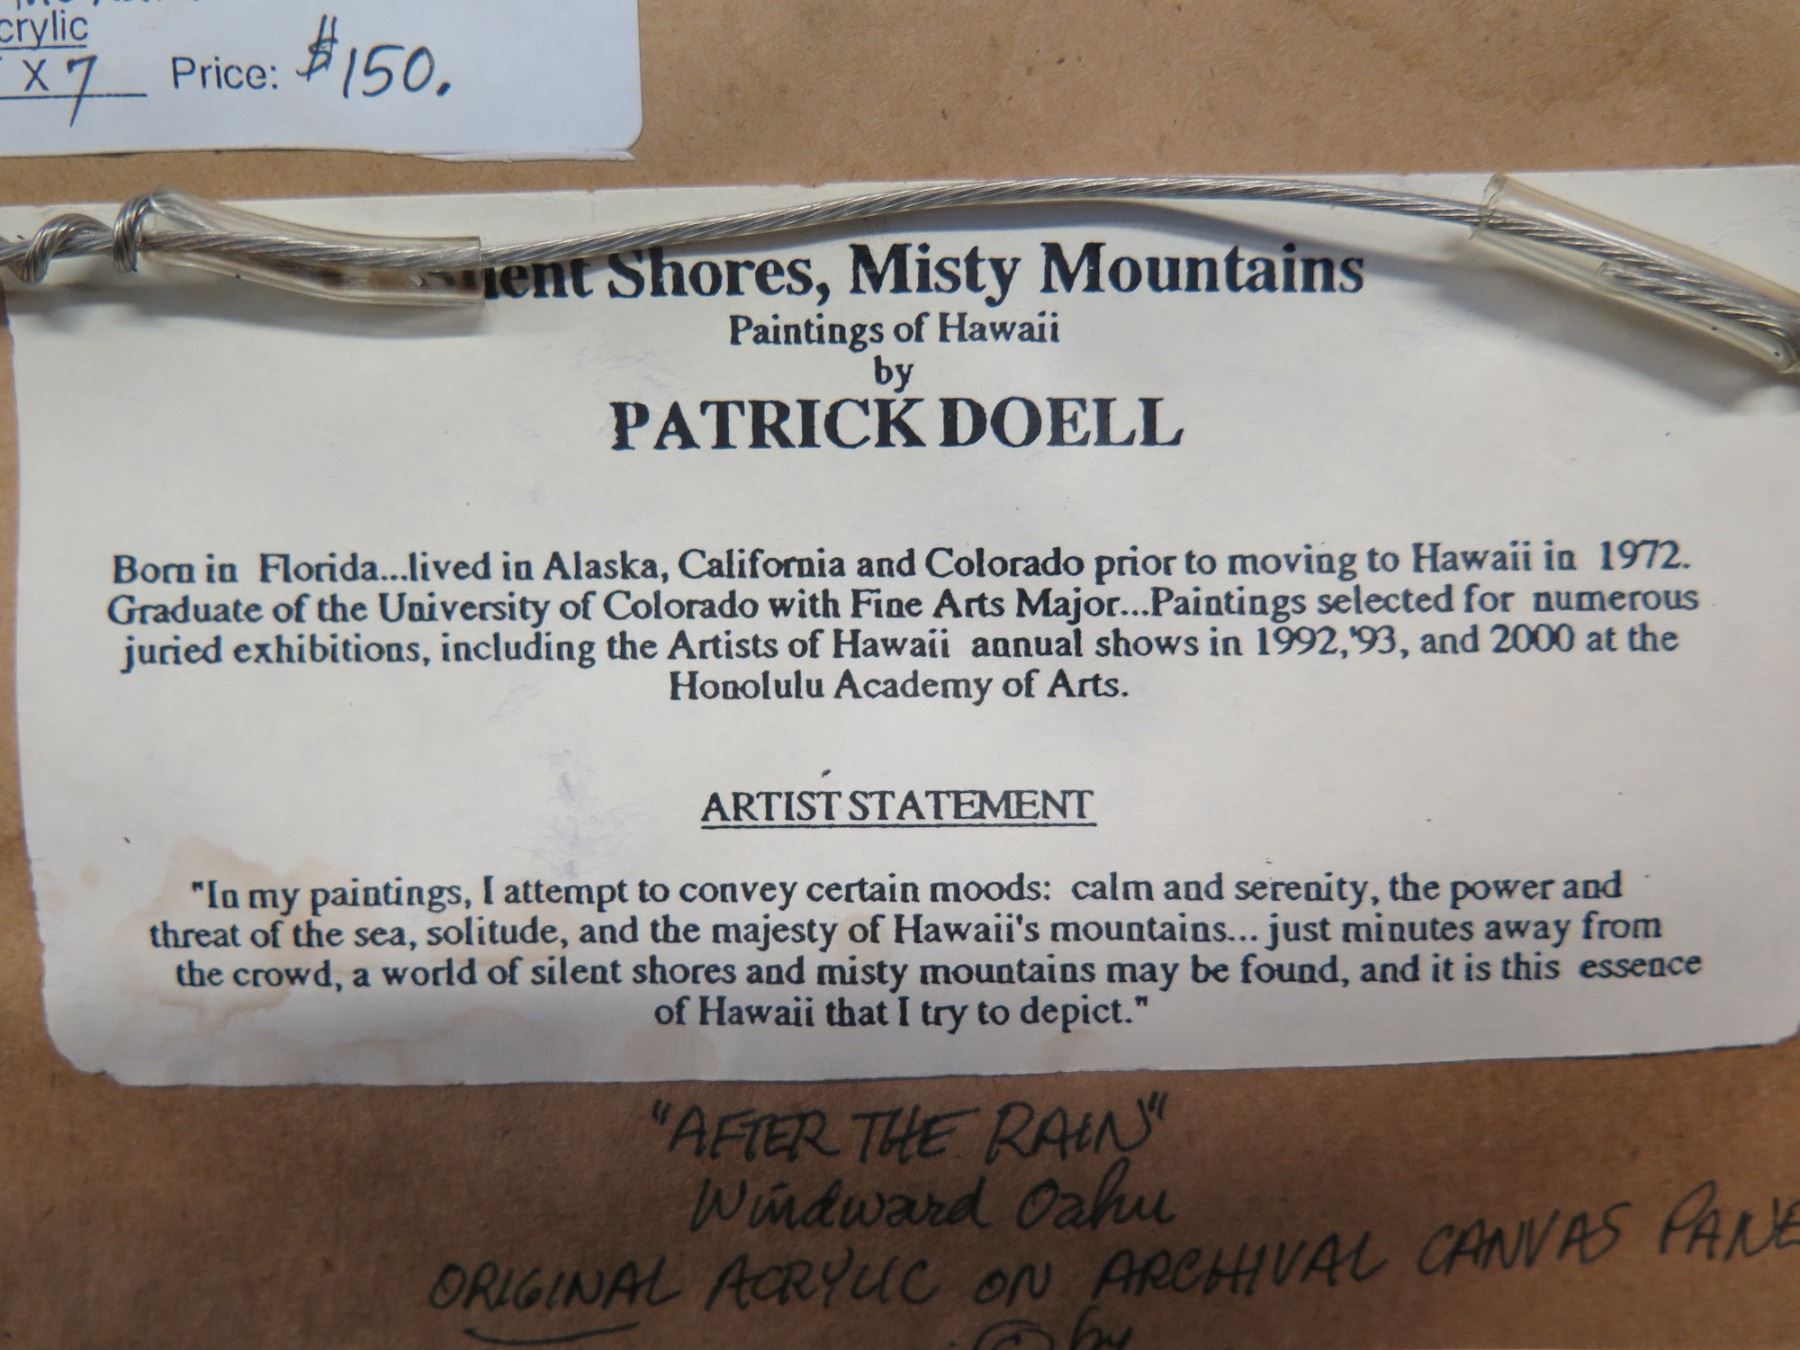 crylic
X 7 Price: $150.
Silent Shores, Misty Mountains
Paintings of Hawaii
by
PATRICK DOELL
Born in Florida...lived in Alaska, California and Colorado prior to moving to Hawaii in 1972.
Graduate of the University of Colorado with Fine Arts Major...Paintings selected for numerous
juried exhibitions, including the Artists of Hawaii annual shows in 1992,'93, and 2000 at the
Honolulu Academy of Arts.
ARTIST STATEMENT
"In my paintings, I attempt to convey certain moods: calm and serenity, the power and
threat of the sea, solitude, and the majesty of Hawaii's mountains... just minutes away from
the crowd, a world of silent shores and misty mountains may be found, and it is this essence
of Hawaii that I try to depict."
"AFTER THE RAIN"
Windward Oahu
ORIGINAL ACRYLIC ON ARCHIVAL CANVAS PANE
© by